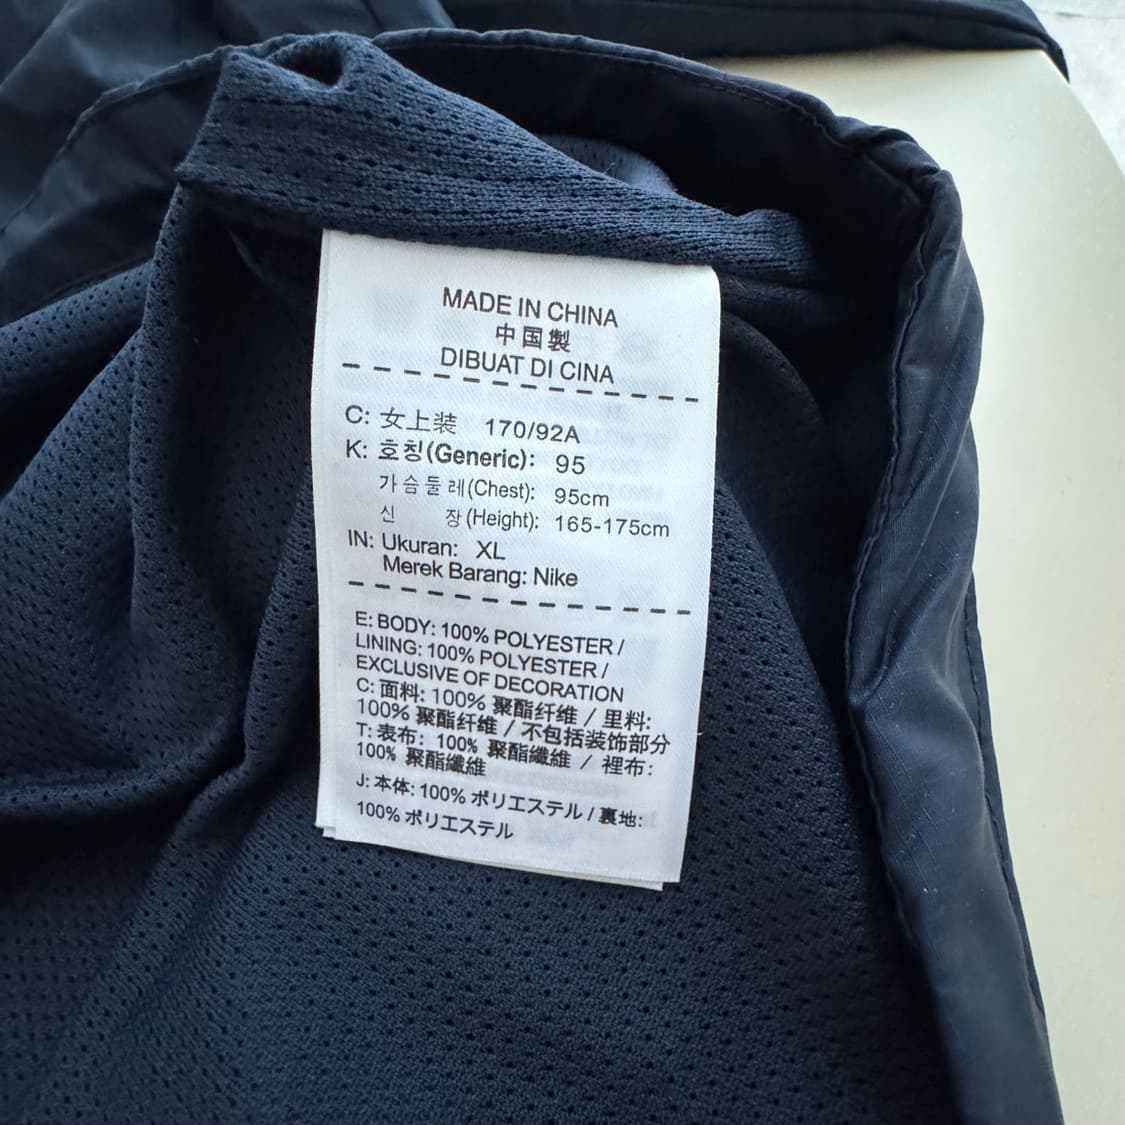 MADE IN CHINA
中国製
DIBUAT DI CINA
C: 女上装 170/92A
K: 호칭(Generic): 95
가슴둘레(Chest): 95cm
신 장(Height): 165-175cm
IN: Ukuran: XL
Merek Barang: Nike
E: BODY: 100% POLYESTER /
LINING: 100% POLYESTER /
EXCLUSIVE OF DECORATION
C: 面料: 100% 聚酯纤维 / 里料:
100% 聚酯纤维 / 不包括装饰部分
T: 表布: 100% 聚酯纖維 / 裡布:
100% 聚酯纖維
J: 本体: 100% ポリエステル / 裏地:
100% ポリエステル